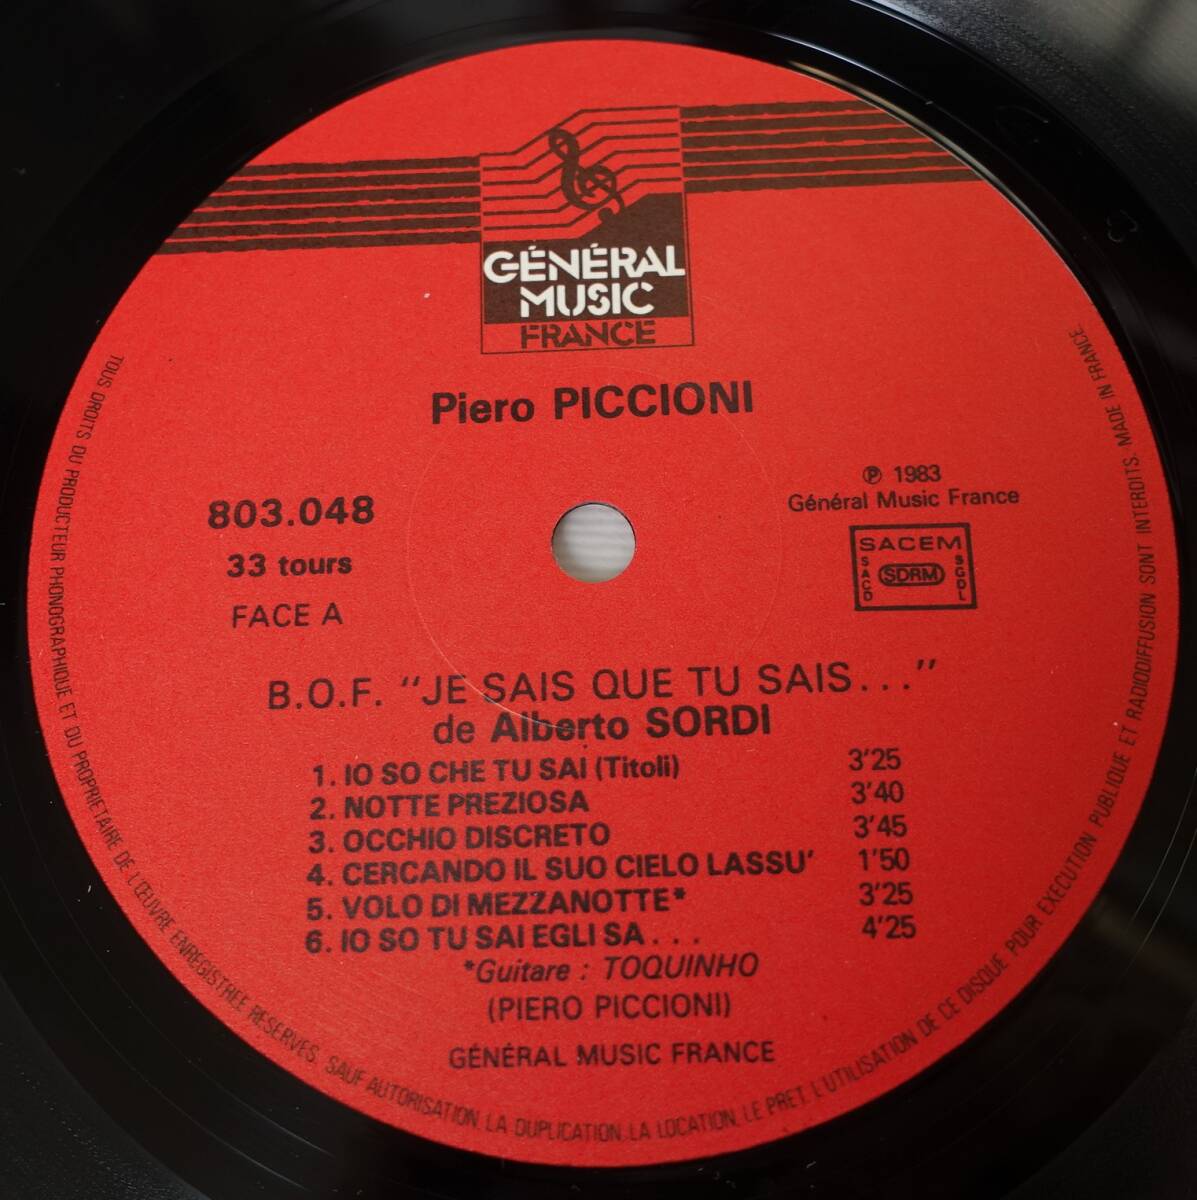 GÉNÉRAL
MUSIC
FRANCE
Piero PICCIONI
803.048
33 tours
FACE A
℗ 1983
Général Music France
SACEM
SACD
SDRM
SGDL
B.O.F. "JE SAIS QUE TU SAIS..."
de Alberto SORDI
1. IO SO CHE TU SAI (Titoli) 3'25
2. NOTTE PREZIOSA 3'40
3. OCCHIO DISCRETO 3'45
4. CERCANDO IL SUO CIELO LASSU' 1'50
5. VOLO DI MEZZANOTTE* 3'25
6. IO SO TU SAI EGLI SA... 4'25
*Guitare : TOQUINHO
(PIERO PICCIONI)
GÉNÉRAL MUSIC FRANCE
TOUS DROITS DU PRODUCTEUR PHONOGRAPHIQUE ET DU PROPRIETAIRE DE L'ŒUVRE ENREGISTREE RESERVES. SAUF AUTORISATION, LA DUPLICATION, LA LOCATION, LE PRET, L'UTILISATION DE CE DISQUE POUR EXECUTION PUBLIQUE ET RADIODIFFUSION SONT INTERDITS. MADE IN FRANCE.